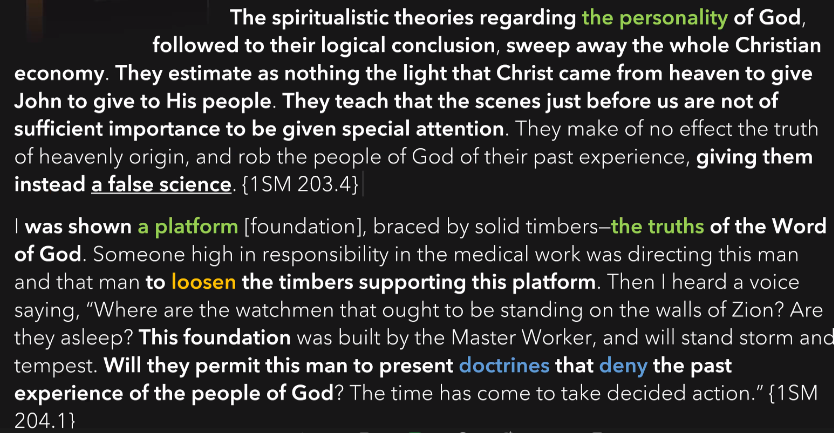 The spiritualistic theories regarding the personality of God,
followed to their logical conclusion, sweep away the whole Christian
economy. They estimate as nothing the light that Christ came from heaven to give
John to give to His people. They teach that the scenes just before us are not of
sufficient importance to be given special attention. They make of no effect the truth
of heavenly origin, and rob the people of God of their past experience, giving them
instead a false science. {1SM 203.4}
I was shown a platform [foundation], braced by solid timbers—the truths of the Word
of God. Someone high in responsibility in the medical work was directing this man
and that man to loosen the timbers supporting this platform. Then I heard a voice
saying, “Where are the watchmen that ought to be standing on the walls of Zion? Are
they asleep? This foundation was built by the Master Worker, and will stand storm and
tempest. Will they permit this man to present doctrines that deny the past
experience of the people of God? The time has come to take decided action.” {1SM
204.1}